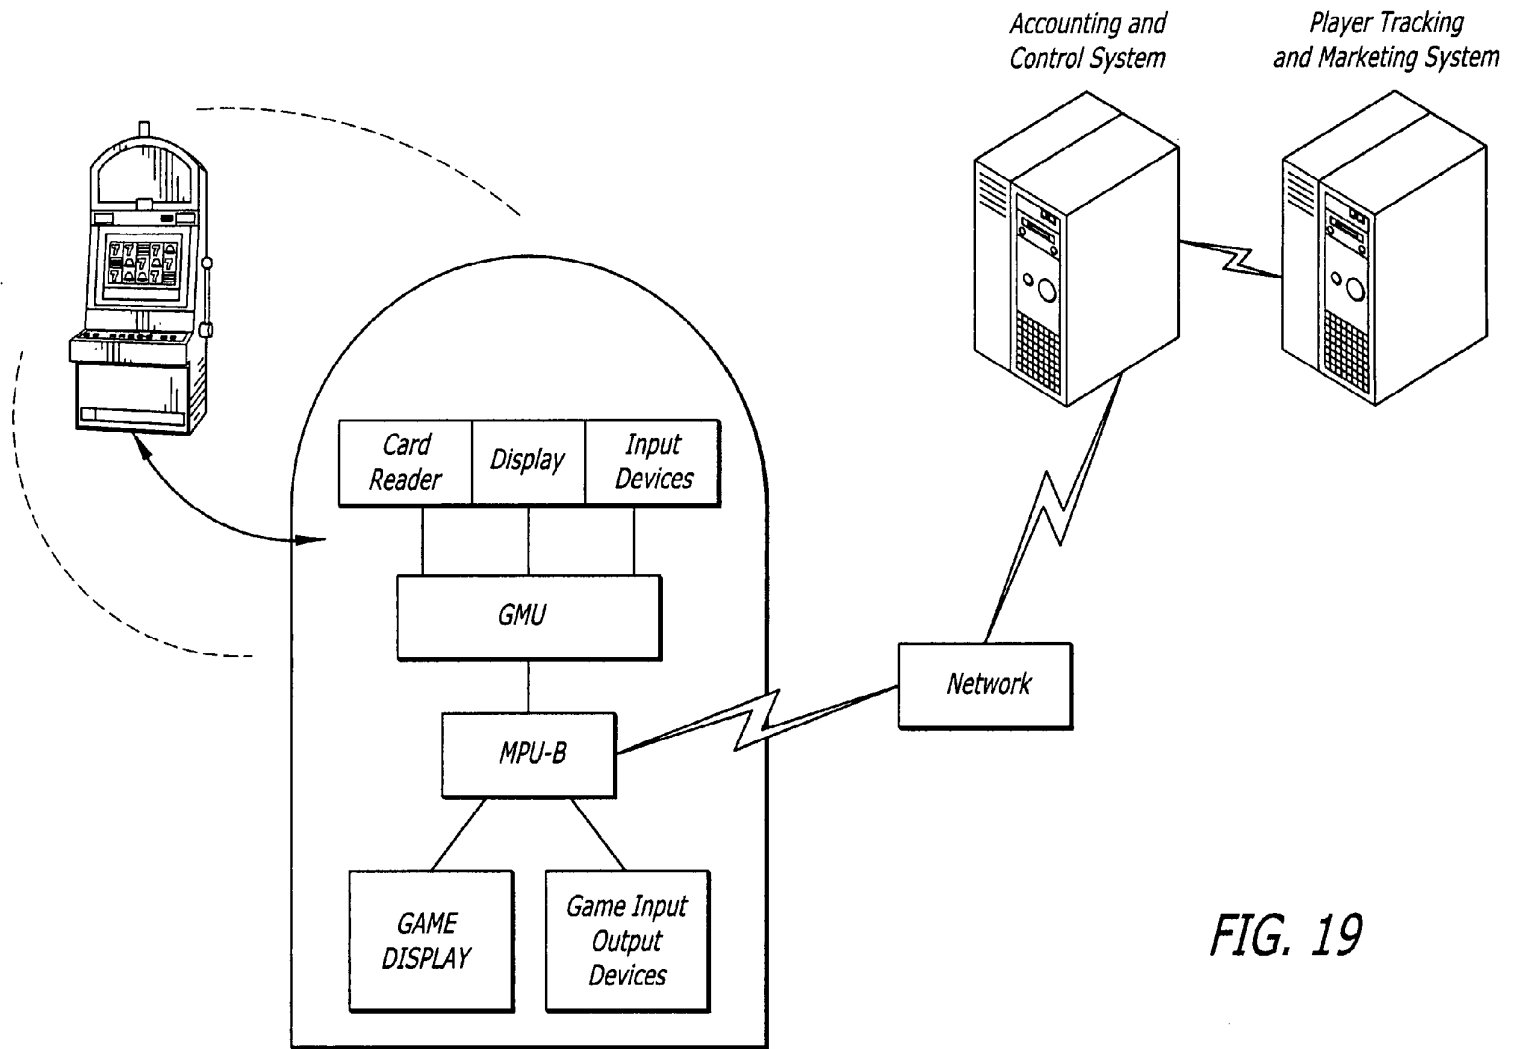 Accounting and
Control System
Player Tracking
and Marketing System
Card
Reader
Display
Input
Devices
GMU
Network
MPU-B
GAME
DISPLAY
Game Input
Output
Devices
FIG. 19